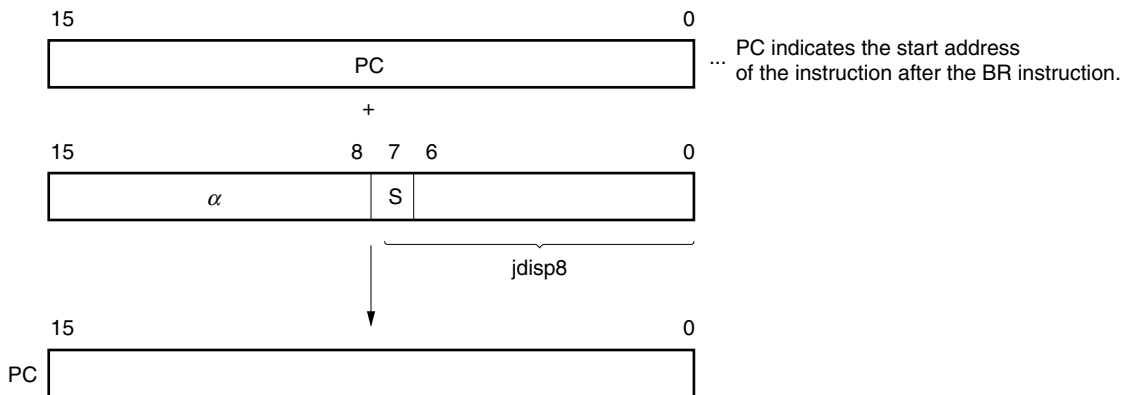 15 0
PC
... PC indicates the start address
of the instruction after the BR instruction.
+
15 8 7 6 0
α S
jdisp8
15 0
PC